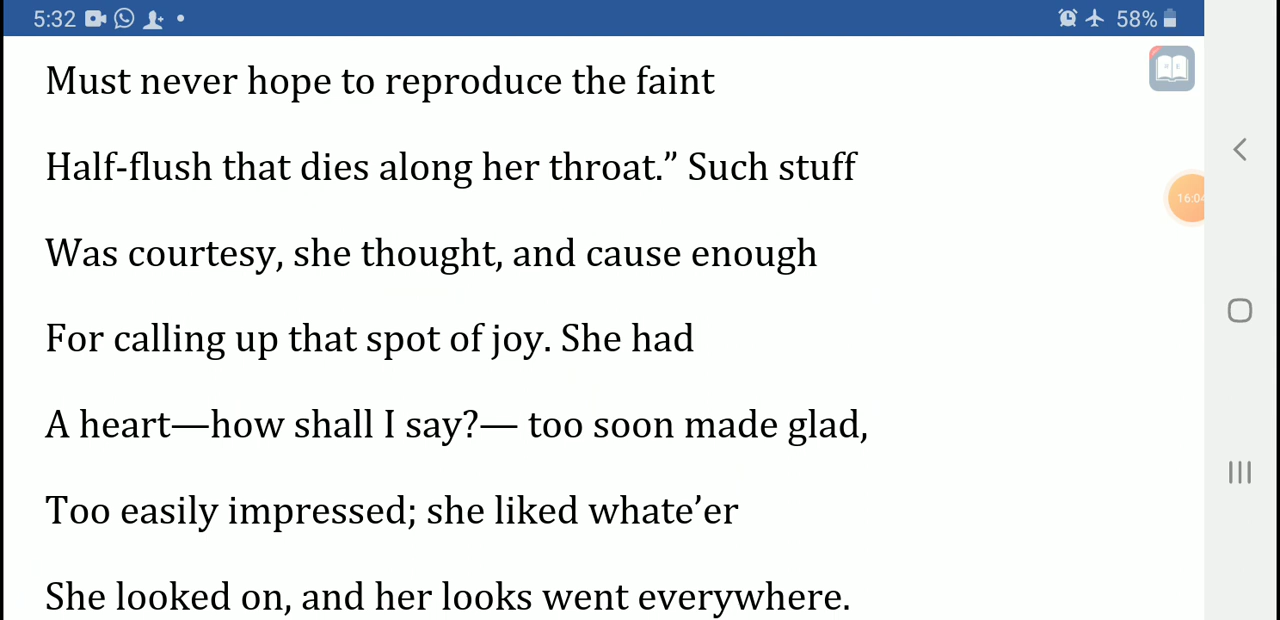 5:32 58%
Must never hope to reproduce the faint
Half-flush that dies along her throat.” Such stuff
16:04
Was courtesy, she thought, and cause enough
For calling up that spot of joy. She had
A heart—how shall I say?— too soon made glad,
Too easily impressed; she liked whate’er
She looked on, and her looks went everywhere.